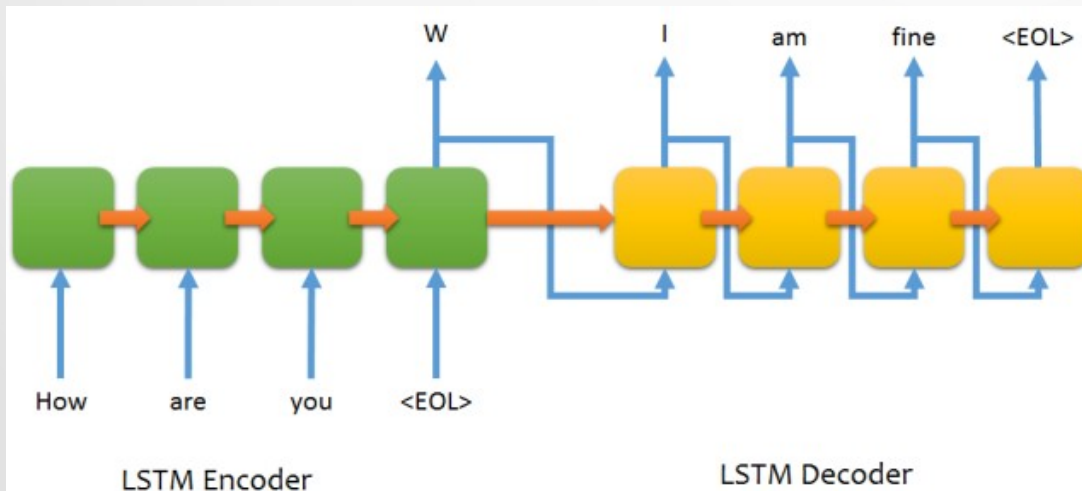 W I am fine <EOL>
How are you <EOL>
LSTM Encoder LSTM Decoder